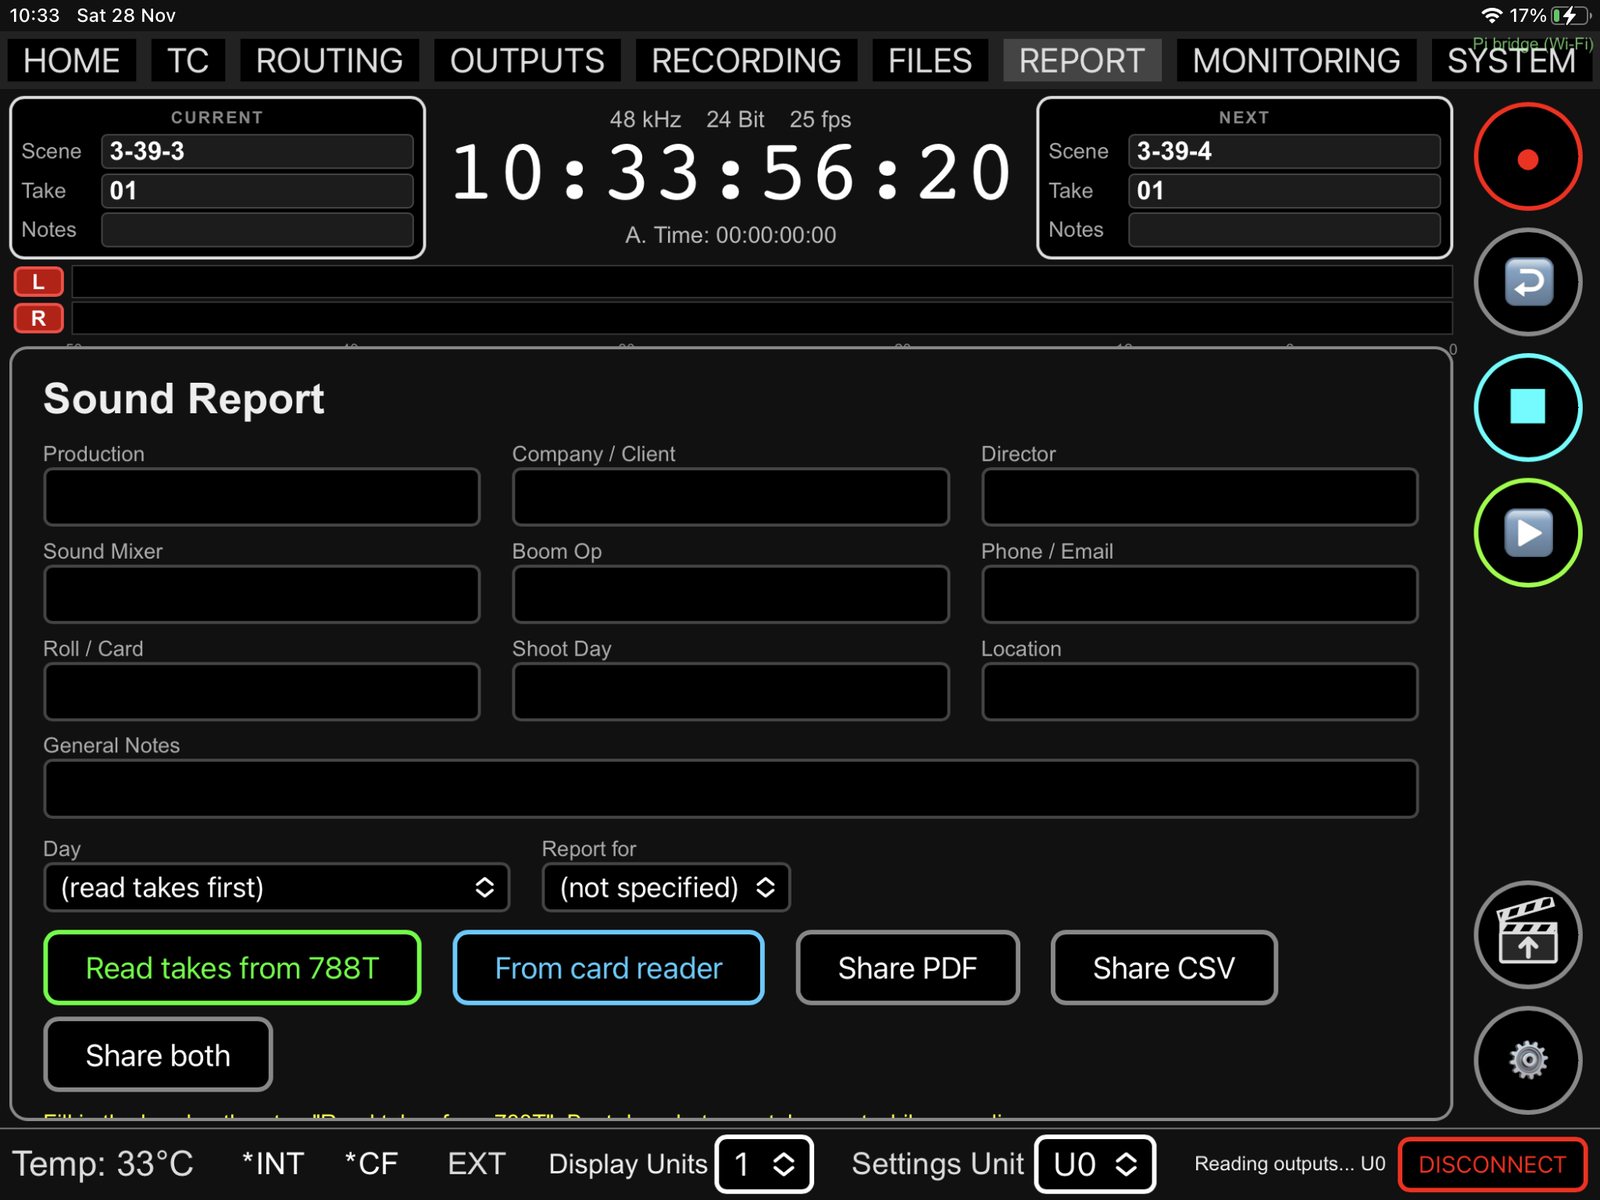 10:33 Sat 28 Nov
17%
Pi bridge (Wi-Fi)
HOME TC ROUTING OUTPUTS RECORDING FILES REPORT MONITORING SYSTEM
CURRENT
Scene 3-39-3
Take 01
Notes
48 kHz 24 Bit 25 fps
10:33:56:20
A. Time: 00:00:00:00
NEXT
Scene 3-39-4
Take 01
Notes
L
R
0
Sound Report
Production Company / Client Director
Sound Mixer Boom Op Phone / Email
Roll / Card Shoot Day Location
General Notes
Day Report for
(read takes first) (not specified)
Read takes from 788T From card reader Share PDF Share CSV
Share both
Temp: 33°C *INT *CF EXT Display Units 1 Settings Unit U0 Reading outputs... U0 DISCONNECT